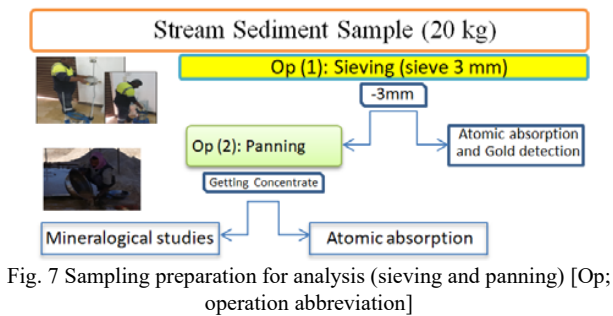 Stream Sediment Sample (20 kg)
Op (1): Sieving (sieve 3 mm)
-3mm
Op (2): Panning
Atomic absorption
and Gold detection
Getting Concentrate
Mineralogical studies
Atomic absorption
Fig. 7 Sampling preparation for analysis (sieving and panning) [Op;
operation abbreviation]